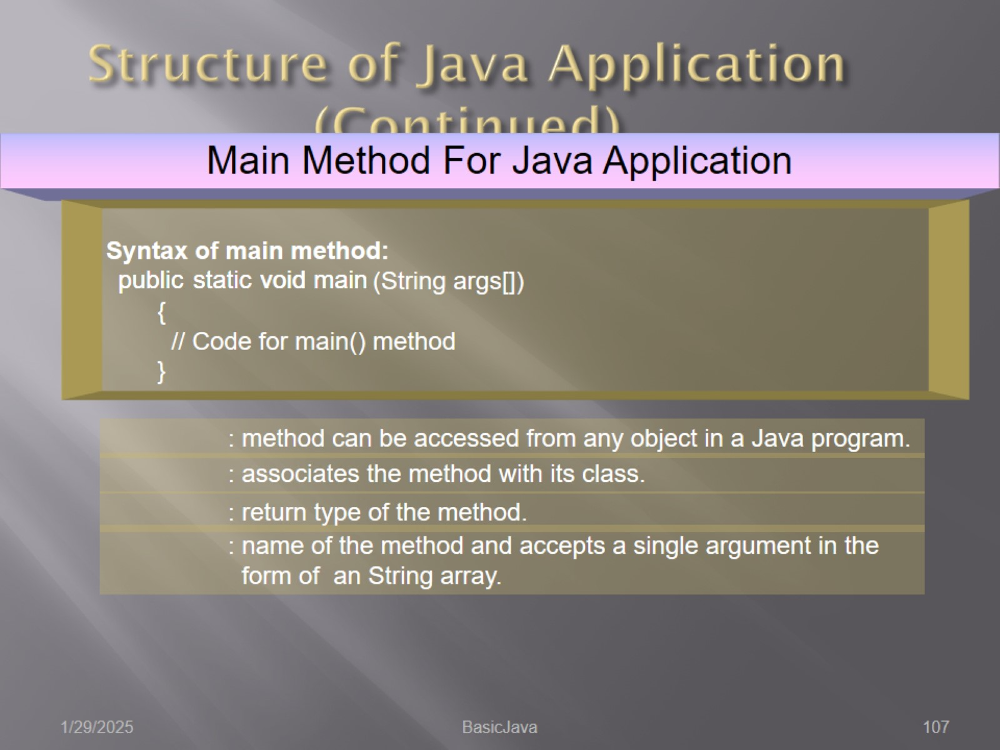 Structure of Java Application
(Continued)
Main Method For Java Application
Syntax of main method:
public static void main (String args[])
{
// Code for main() method
}
: method can be accessed from any object in a Java program.
: associates the method with its class.
: return type of the method.
: name of the method and accepts a single argument in the
form of an String array.
1/29/2025
BasicJava
107